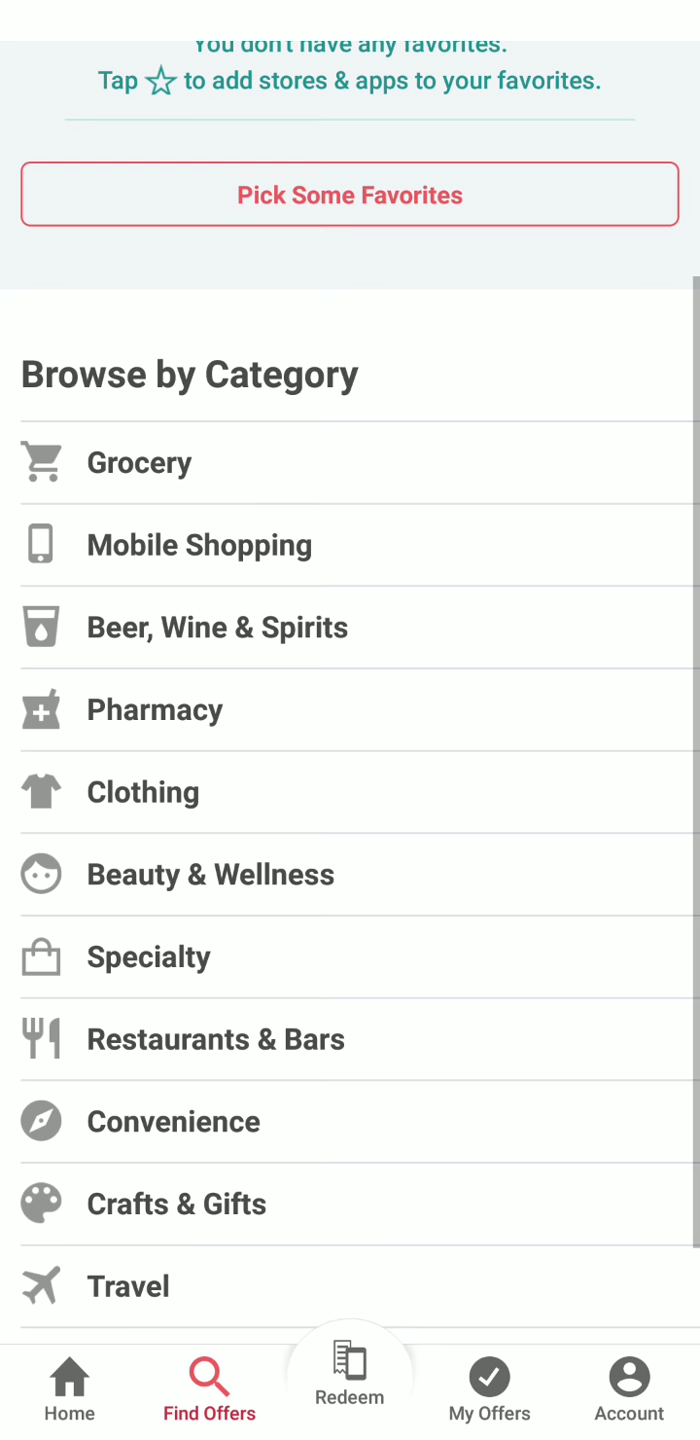 You don't have any favorites.
Tap to add stores & apps to your favorites.
Pick Some Favorites
Browse by Category
Grocery
Mobile Shopping
Beer, Wine & Spirits
Pharmacy
Clothing
Beauty & Wellness
Specialty
Restaurants & Bars
Convenience
Crafts & Gifts
Travel
Home
Find Offers
Redeem
My Offers
Account